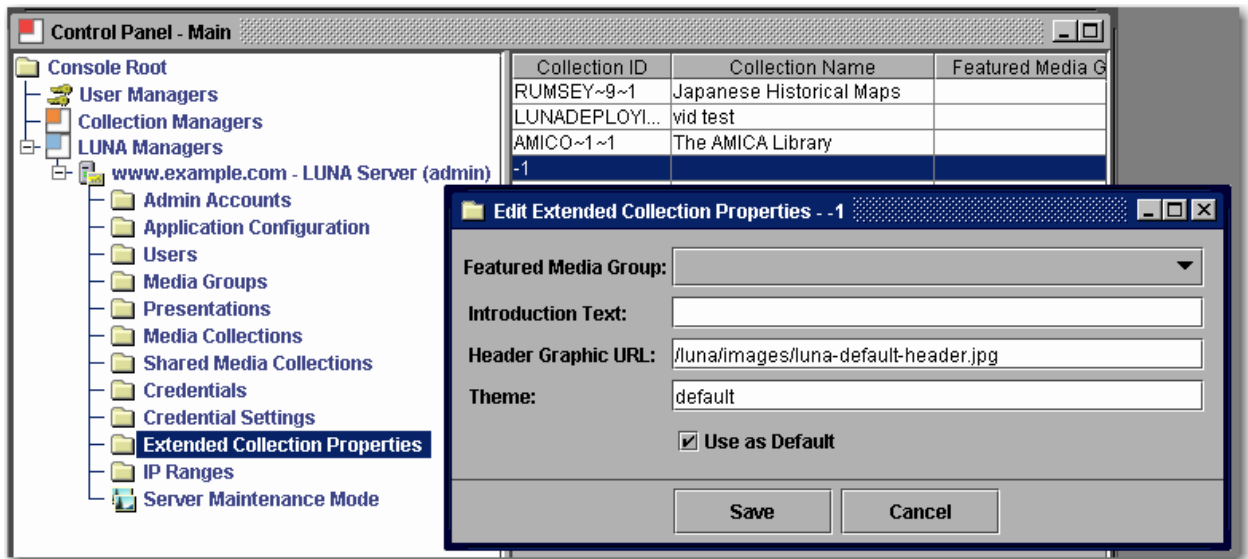 Control Panel - Main
Console Root
User Managers
Collection Managers
LUNA Managers
www.example.com - LUNA Server (admin)
Admin Accounts
Application Configuration
Users
Media Groups
Presentations
Media Collections
Shared Media Collections
Credentials
Credential Settings
Extended Collection Properties
IP Ranges
Server Maintenance Mode
Collection ID Collection Name Featured Media G
RUMSEY~9~1 Japanese Historical Maps
LUNADEPLOYI... vid test
AMICO~1~1 The AMICA Library
-1
Edit Extended Collection Properties - -1
Featured Media Group:
Introduction Text:
Header Graphic URL: /luna/images/luna-default-header.jpg
Theme: default
Use as Default
Save Cancel